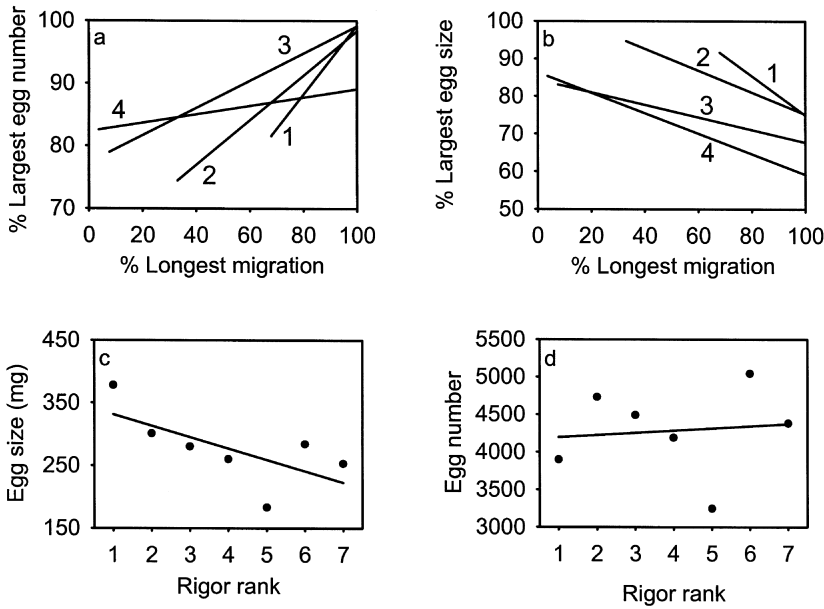 a
100
90
80
70
0 20 40 60 80 100
1
2
3
4
% Largest egg number
% Longest migration
b
100
90
80
70
60
50
0 20 40 60 80 100
1
2
3
4
% Largest egg size
% Longest migration
c
450
350
250
150
1 2 3 4 5 6 7
Egg size (mg)
Rigor rank
d
5500
5000
4500
4000
3500
3000
1 2 3 4 5 6 7
Egg number
Rigor rank